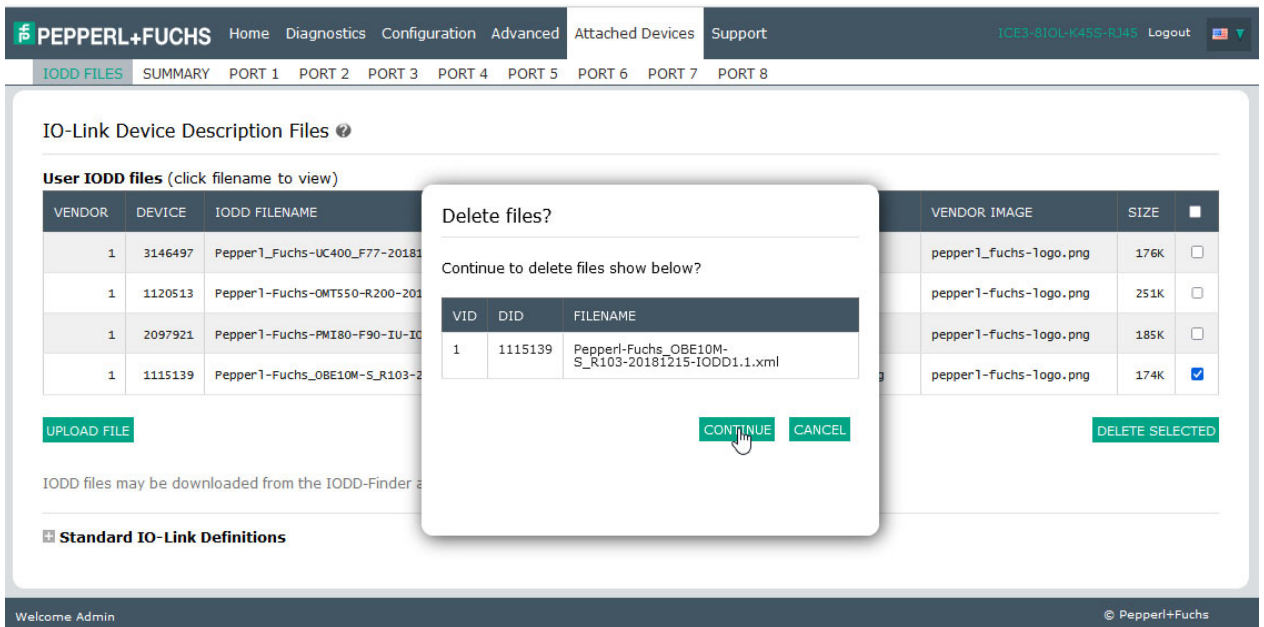 PEPPERL+FUCHS Home Diagnostics Configuration Advanced Attached Devices Support ICE3-8IOL-K45S-RJ45 Logout
IODD FILES SUMMARY PORT 1 PORT 2 PORT 3 PORT 4 PORT 5 PORT 6 PORT 7 PORT 8
IO-Link Device Description Files ?
User IODD files (click filename to view)
VENDOR DEVICE IODD FILENAME VENDOR IMAGE SIZE
1 3146497 Pepperl_Fuchs-UC400_F77-20181 pepperl_fuchs-logo.png 176K
1 1120513 Pepperl-Fuchs-OMT550-R200-201 pepperl-fuchs-logo.png 251K
1 2097921 Pepperl-Fuchs-PMI80-F90-IU-IO pepperl-fuchs-logo.png 185K
1 1115139 Pepperl-Fuchs_OBE10M-S_R103-2 g pepperl-fuchs-logo.png 174K
Delete files?
Continue to delete files show below?
VID DID FILENAME
1 1115139 Pepperl-Fuchs_OBE10M-
S_R103-20181215-IODD1.1.xml
CONTINUE CANCEL
UPLOAD FILE DELETE SELECTED
IODD files may be downloaded from the IODD-Finder a
Standard IO-Link Definitions
Welcome Admin © Pepperl+Fuchs